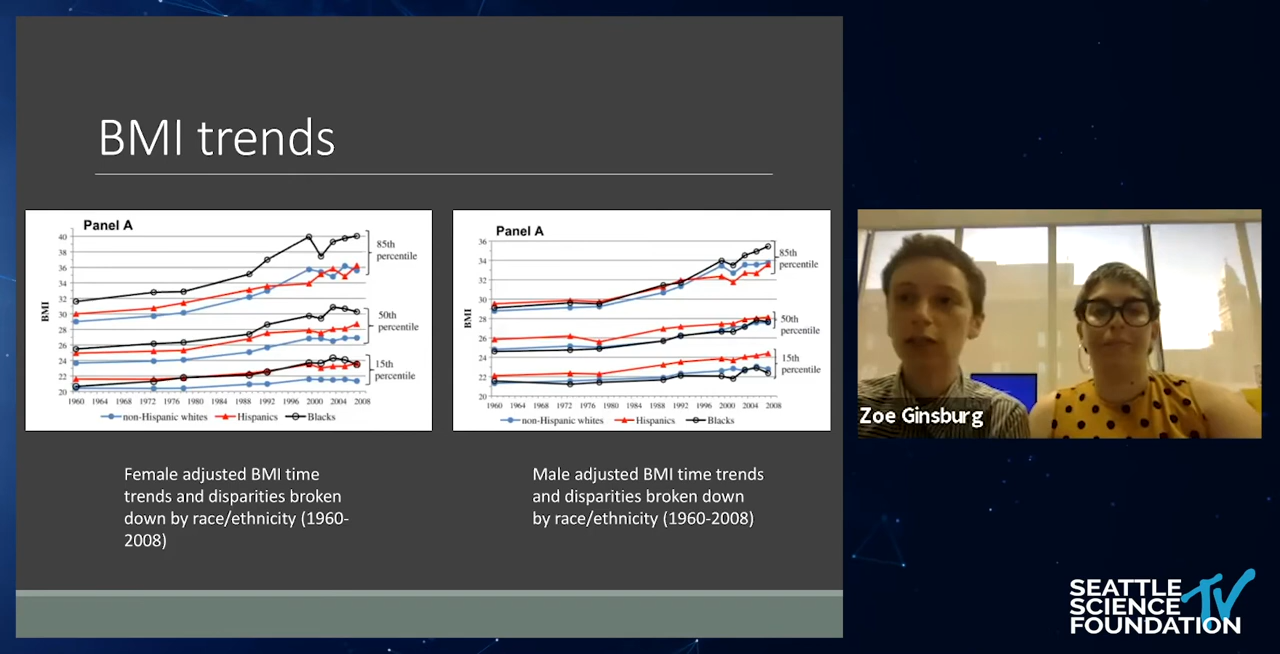 BMI trends
Panel A
40
38
36
34
32
30
28
26
24
22
20
BMI
85th
percentile
50th
percentile
15th
percentile
1960 1964 1968 1972 1976 1980 1984 1988 1992 1996 2000 2004 2008
non-Hispanic whites Hispanics Blacks
Female adjusted BMI time
trends and disparities broken
down by race/ethnicity (1960-
2008)
Panel A
36
34
32
30
28
26
24
22
20
BMI
85th
percentile
50th
percentile
15th
percentile
1960 1964 1968 1972 1976 1980 1984 1988 1992 1996 2000 2004 2008
non-Hispanic whites Hispanics Blacks
Male adjusted BMI time trends
and disparities broken down
by race/ethnicity (1960-2008)
Zoe Ginsburg
SEATTLE
SCIENCE TV
FOUNDATION